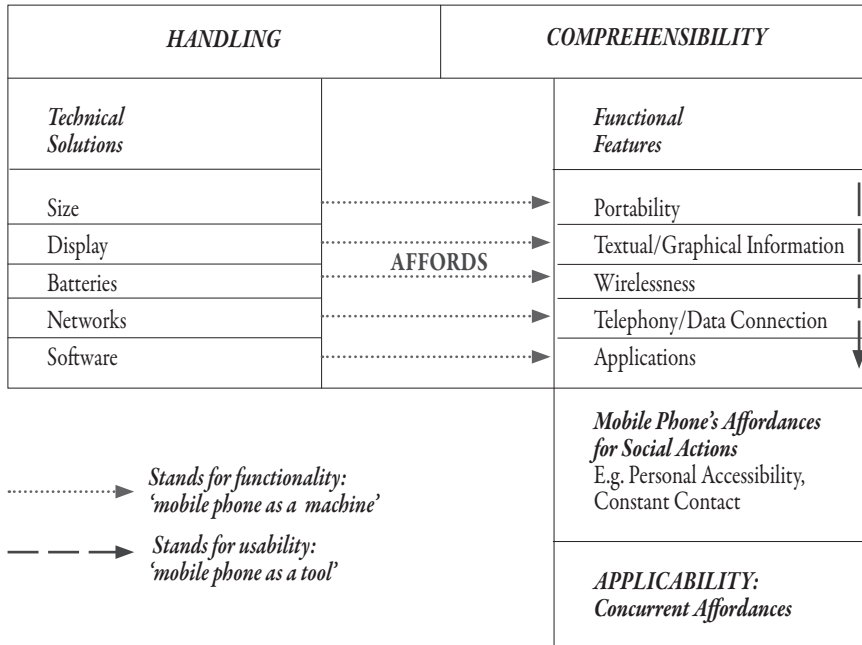 HANDLING
COMPREHENSIBILITY
Technical
Solutions
Functional
Features
Size
Portability
Display
Textual/Graphical Information
AFFORDS
Batteries
Wirelessness
Networks
Telephony/Data Connection
Software
Applications
Mobile Phone's Affordances
for Social Actions
E.g. Personal Accessibility,
Constant Contact
Stands for functionality:
‘mobile phone as a machine’
Stands for usability:
‘mobile phone as a tool’
APPLICABILITY:
Concurrent Affordances